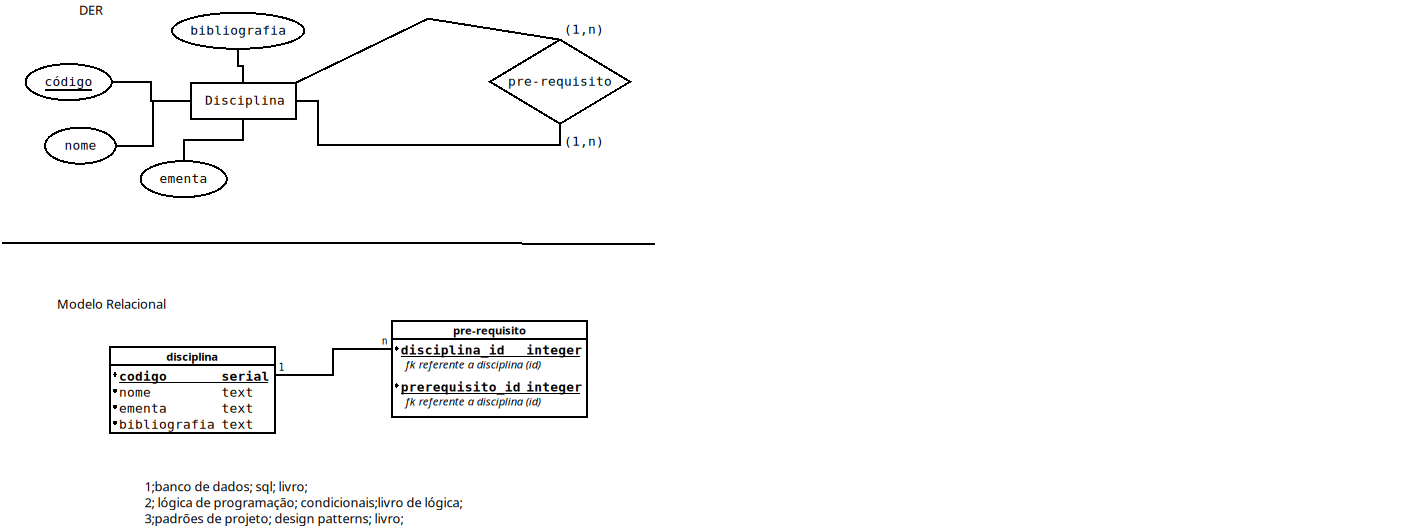 DER
bibliografia
(1,n)
código
pre-requisito
Disciplina
nome
(1,n)
ementa
Modelo Relacional
pre-requisito
n
disciplina_id integer
fk referente a disciplina (id)
prerequisito_id integer
fk referente a disciplina (id)
disciplina
1
codigo serial
nome text
ementa text
bibliografia text
1;banco de dados; sql; livro;
2; lógica de programação; condicionais;livro de lógica;
3;padrões de projeto; design patterns; livro;